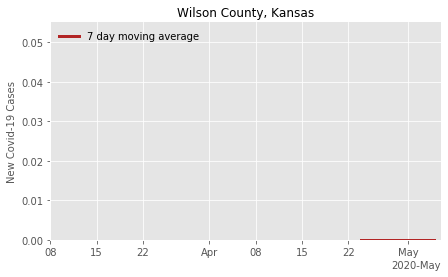 Wilson County, Kansas
7 day moving average
New Covid-19 Cases
0.05
0.04
0.03
0.02
0.01
0.00
08 15 22 Apr 08 15 22 May
2020-May